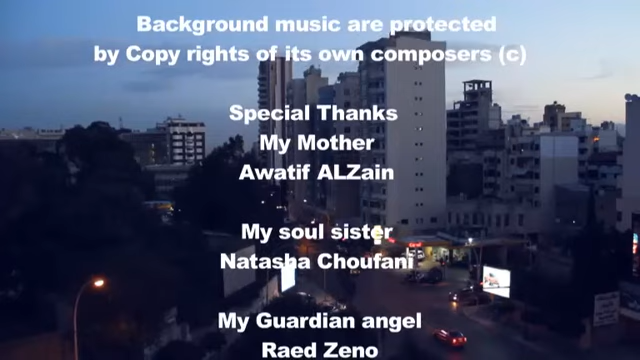 Background music are protected
by Copy rights of its own composers (c)
Special Thanks
My Mother
Awatif ALZain
My soul sister
Natasha Choufani
My Guardian angel
Raed Zeno